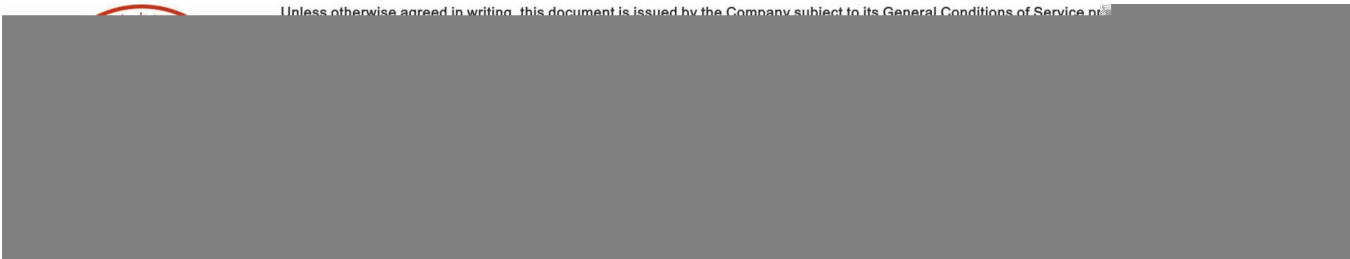 Unless otherwise agreed in writing, this document is issued by the Company subject to its General Conditions of Service